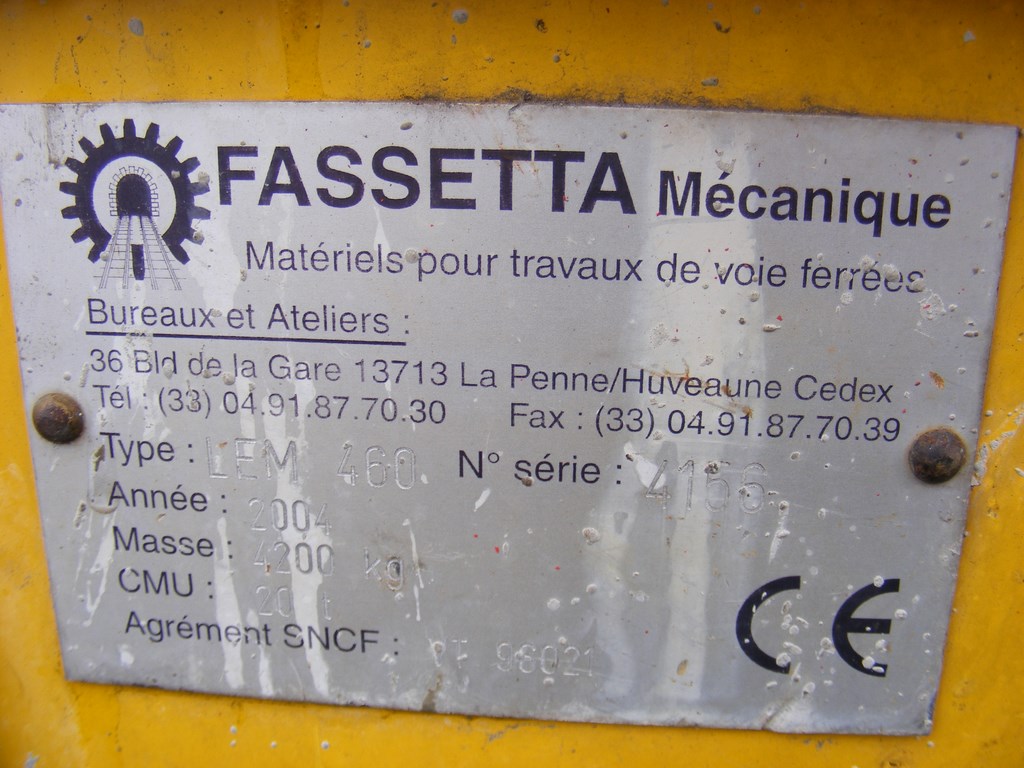 FASSETTA Mécanique
Matériels pour travaux de voie ferrées
Bureaux et Ateliers :
36 Bld de la Gare 13713 La Penne/Huveaune Cedex
Tél : (33) 04.91.87.70.30 Fax : (33) 04.91.87.70.39
Type : LEM 460 N° série : 4166
Année : 2004
Masse : 4200 kg
CMU : 20 t
Agrément SNCF : 96021
CE